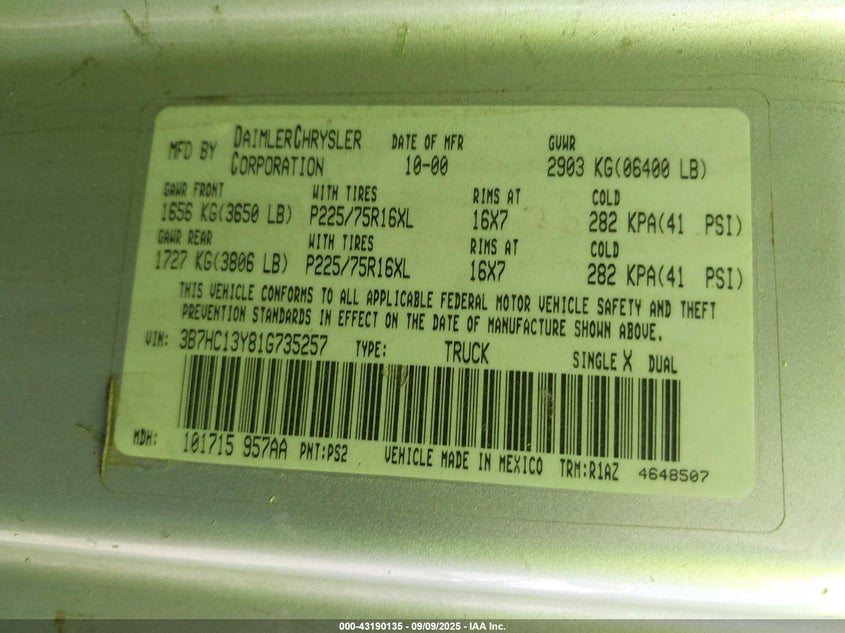 MFD BY DAIMLERCHRYSLER CORPORATION DATE OF MFR 10-00 GVWR 2903 KG(06400 LB)
GAWR FRONT WITH TIRES RIMS AT COLD
1656 KG(3650 LB) P225/75R16XL 16X7 282 KPA(41 PSI)
GAWR REAR WITH TIRES RIMS AT COLD
1727 KG(3806 LB) P225/75R16XL 16X7 282 KPA(41 PSI)
THIS VEHICLE CONFORMS TO ALL APPLICABLE FEDERAL MOTOR VEHICLE SAFETY AND THEFT
PREVENTION STANDARDS IN EFFECT ON THE DATE OF MANUFACTURE SHOWN ABOVE.
VIN: 3B7HC13Y81G735257 TYPE: TRUCK SINGLE X DUAL
MDH: 101715 957AA PNT:PS2 VEHICLE MADE IN MEXICO TRM:R1AZ 4648507
000-43190135 - 09/09/2025 - IAA Inc.